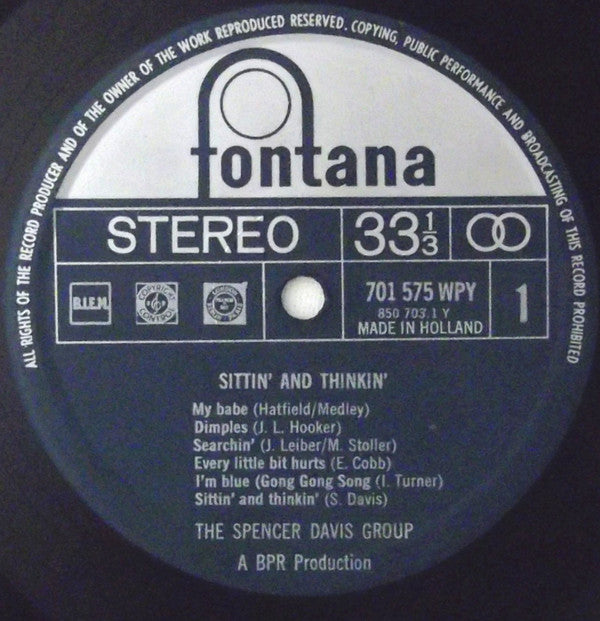 ALL RIGHTS OF THE RECORD PRODUCER AND OF THE OWNER OF THE WORK REPRODUCED RESERVED. COPYING, PUBLIC PERFORMANCE AND BROADCASTING OF THIS RECORD PROHIBITED
fontana
STEREO 33⅓
B.I.E.M. COPYRIGHT CONTROL 701 575 WPY 1
850 703.1 Y
MADE IN HOLLAND
SITTIN' AND THINKIN'
My babe (Hatfield/Medley)
Dimples (J. L. Hooker)
Searchin' (J. Leiber/M. Stoller)
Every little bit hurts (E. Cobb)
I'm blue (Gong Gong Song (I. Turner)
Sittin' and thinkin' (S. Davis)
THE SPENCER DAVIS GROUP
A BPR Production